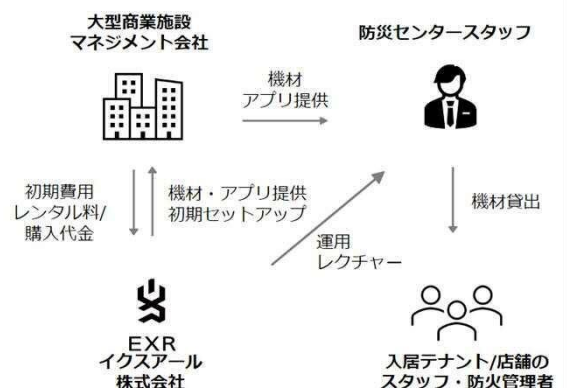 大型商業施設
マネジメント会社
防災センタースタッフ
機材
アプリ提供
初期費用
レンタル料/
購入代金
機材・アプリ提供
初期セットアップ
運用
レクチャー
機材貸出
EXR
イクスアール
株式会社
入居テナント/店舗の
スタッフ・防火管理者